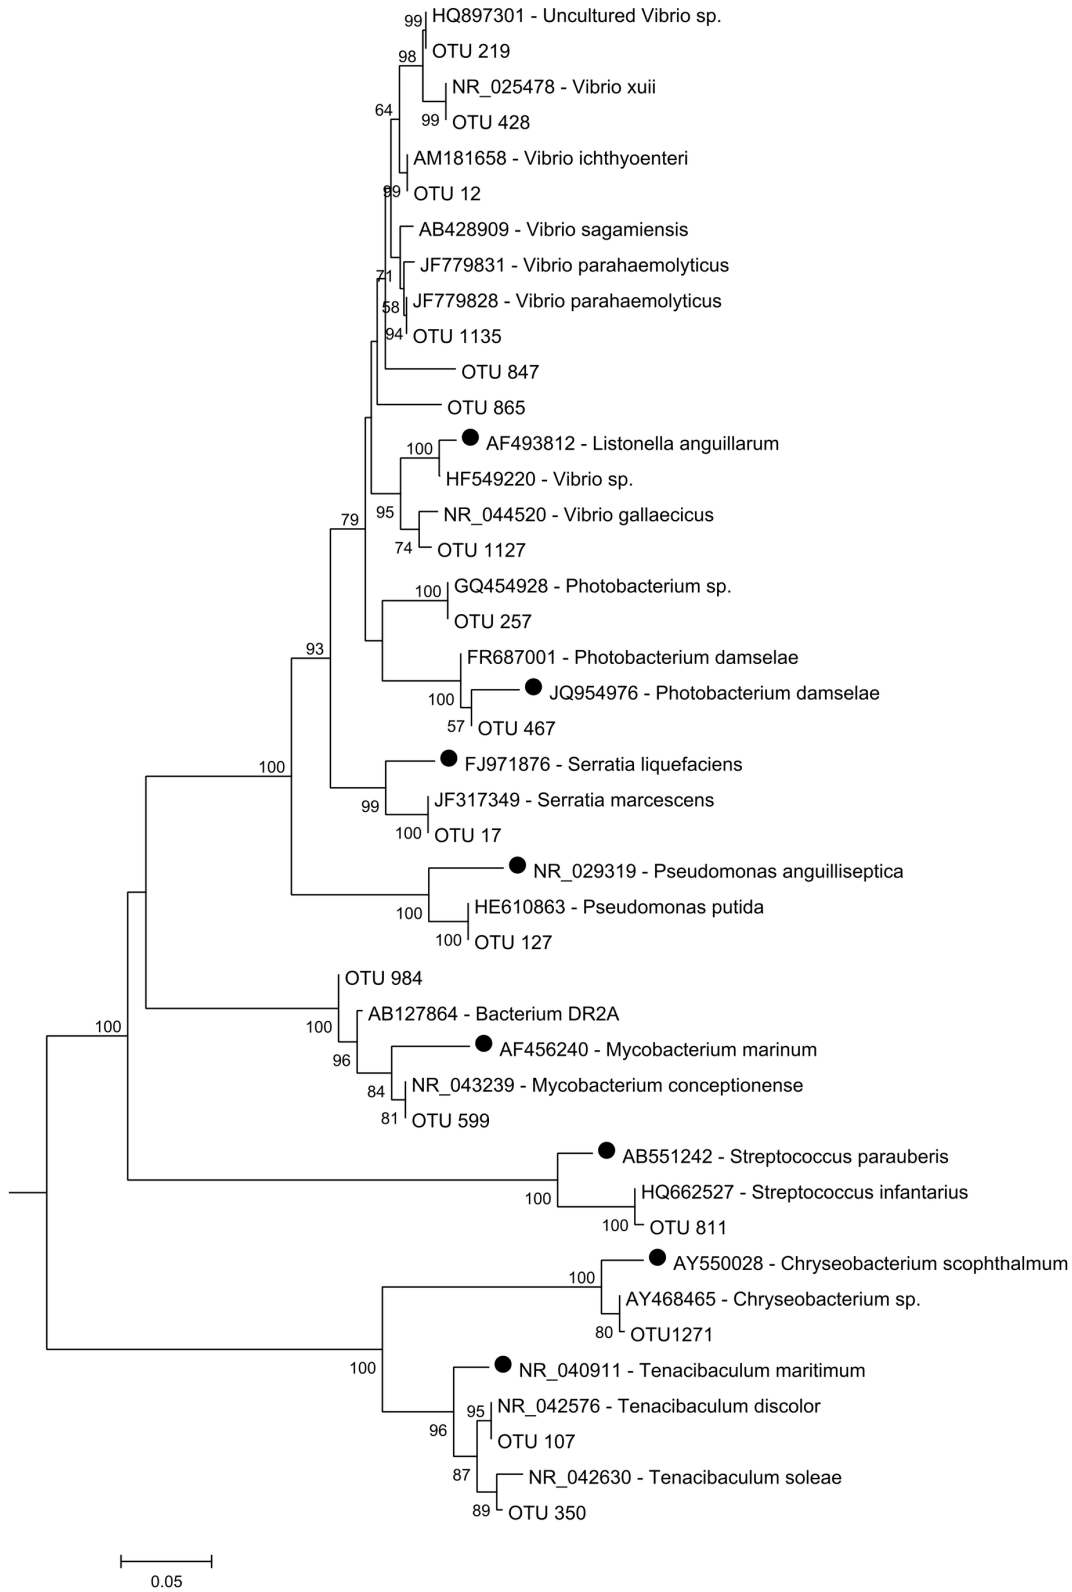 99 HQ897301 - Uncultured Vibrio sp.
OTU 219
98
NR_025478 - Vibrio xuii
99 OTU 428
64
AM181658 - Vibrio ichthyoenteri
99 OTU 12
AB428909 - Vibrio sagamiensis
JF779831 - Vibrio parahaemolyticus
71
JF779828 - Vibrio parahaemolyticus
58
94 OTU 1135
OTU 847
OTU 865
100 AF493812 - Listonella anguillarum
HF549220 - Vibrio sp.
95
NR_044520 - Vibrio gallaecicus
79
74 OTU 1127
100 GQ454928 - Photobacterium sp.
OTU 257
93
FR687001 - Photobacterium damselae
100 JQ954976 - Photobacterium damselae
57 OTU 467
100 FJ971876 - Serratia liquefaciens
99 JF317349 - Serratia marcescens
100 OTU 17
NR_029319 - Pseudomonas anguilliseptica
100 HE610863 - Pseudomonas putida
100 OTU 127
OTU 984
AB127864 - Bacterium DR2A
100 100
96 AF456240 - Mycobacterium marinum
84 NR_043239 - Mycobacterium conceptionense
81 OTU 599
AB551242 - Streptococcus parauberis
100 HQ662527 - Streptococcus infantarius
100 OTU 811
AY550028 - Chryseobacterium scophthalmum
100
AY468465 - Chryseobacterium sp.
80 OTU1271
100 NR_040911 - Tenacibaculum maritimum
95 NR_042576 - Tenacibaculum discolor
96
OTU 107
87 NR_042630 - Tenacibaculum soleae
89 OTU 350
0.05